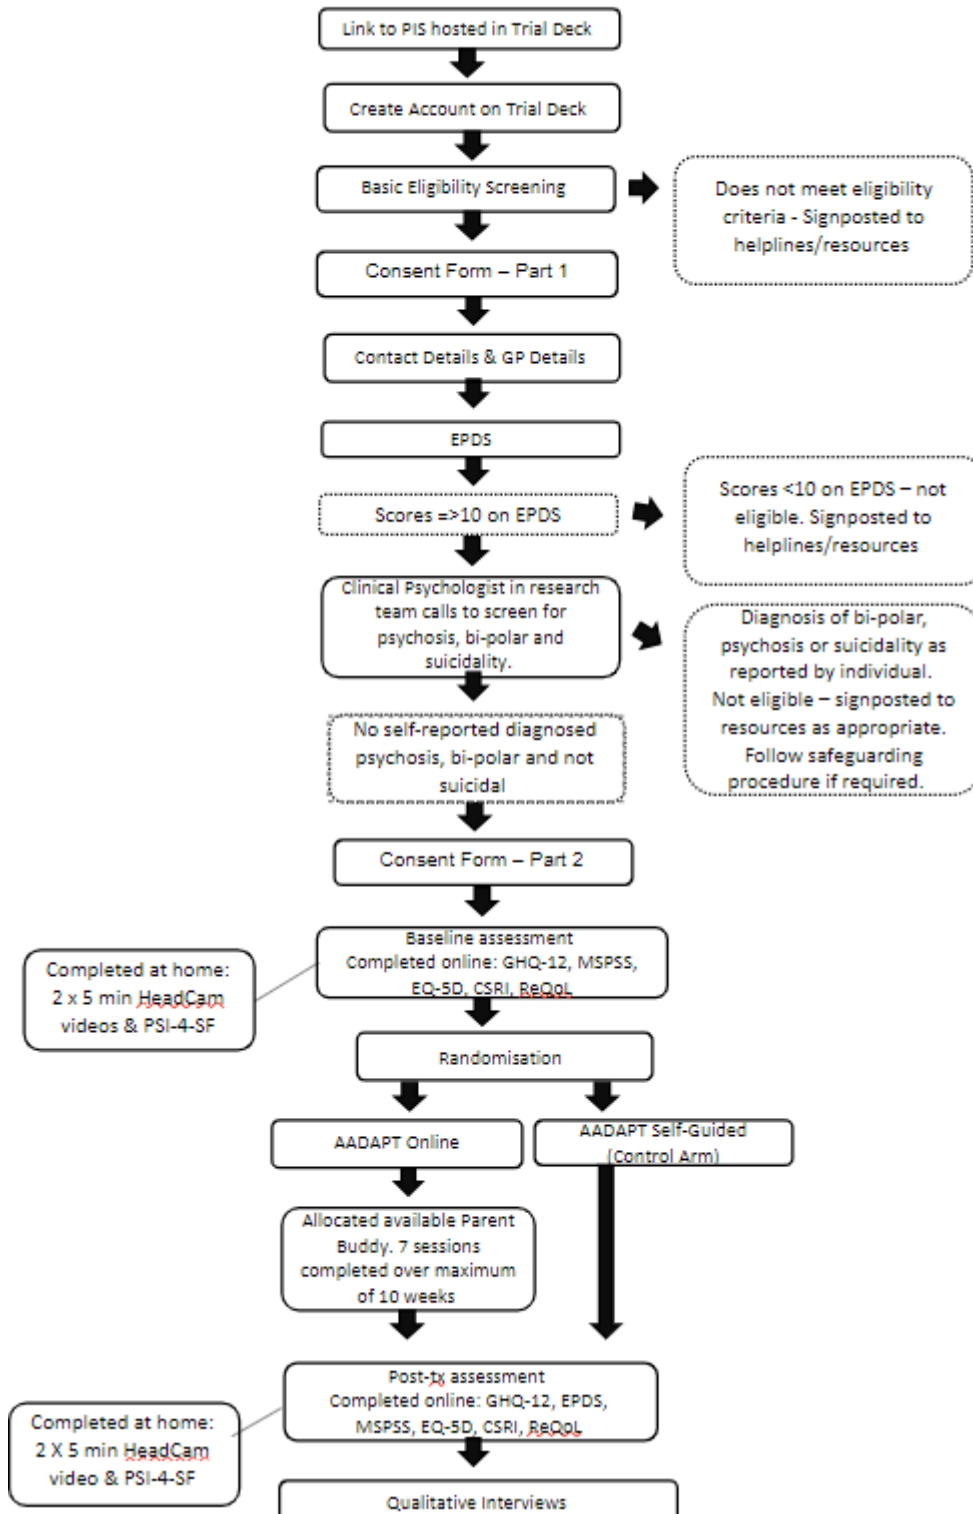 Link to PIS hosted in Trial Deck
Create Account on Trial Deck
Basic Eligibility Screening
Does not meet eligibility
criteria - Signposted to
helplines/resources
Consent Form – Part 1
Contact Details & GP Details
EPDS
Scores =>10 on EPDS
Scores <10 on EPDS – not
eligible. Signposted to
helplines/resources
Clinical Psychologist in research
team calls to screen for
psychosis, bi-polar and
suicidality.
Diagnosis of bi-polar,
psychosis or suicidality as
reported by individual.
Not eligible – signposted to
resources as appropriate.
Follow safeguarding
procedure if required.
No self-reported diagnosed
psychosis, bi-polar and not
suicidal
Consent Form – Part 2
Baseline assessment
Completed online: GHQ-12, MSPSS,
EQ-5D, CSRI, ReQoL
Completed at home:
2 x 5 min HeadCam
videos & PSI-4-SF
Randomisation
AADAPT Online
AADAPT Self-Guided
(Control Arm)
Allocated available Parent
Buddy. 7 sessions
completed over maximum
of 10 weeks
Post-tx assessment
Completed online: GHQ-12, EPDS,
MSPSS, EQ-5D, CSRI, ReQoL
Completed at home:
2 X 5 min HeadCam
video & PSI-4-SF
Qualitative Interviews